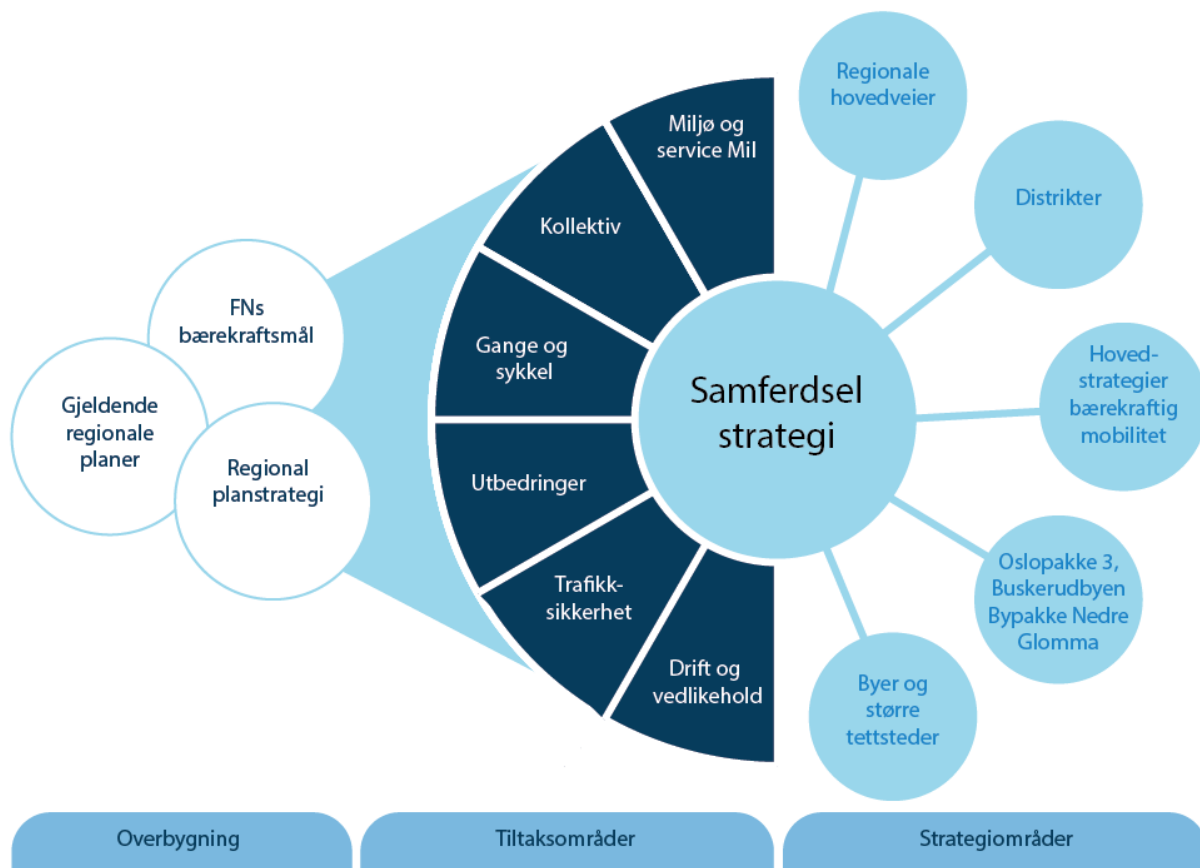 FNs
bærekraftsmål
Gjeldende
regionale
planer
Regional
planstrategi
Miljø og
service Mil
Kollektiv
Gange og
sykkel
Utbedringer
Trafikk-
sikkerhet
Drift og
vedlikehold
Samferdsel
strategi
Regionale
hovedveier
Distrikter
Hoved-
strategier
bærekraftig
mobilitet
Oslopakke 3,
Buskerudbyen
Bypakke Nedre
Glomma
Byer og
større
tettsteder
Overbygning
Tiltaksområder
Strategiområder